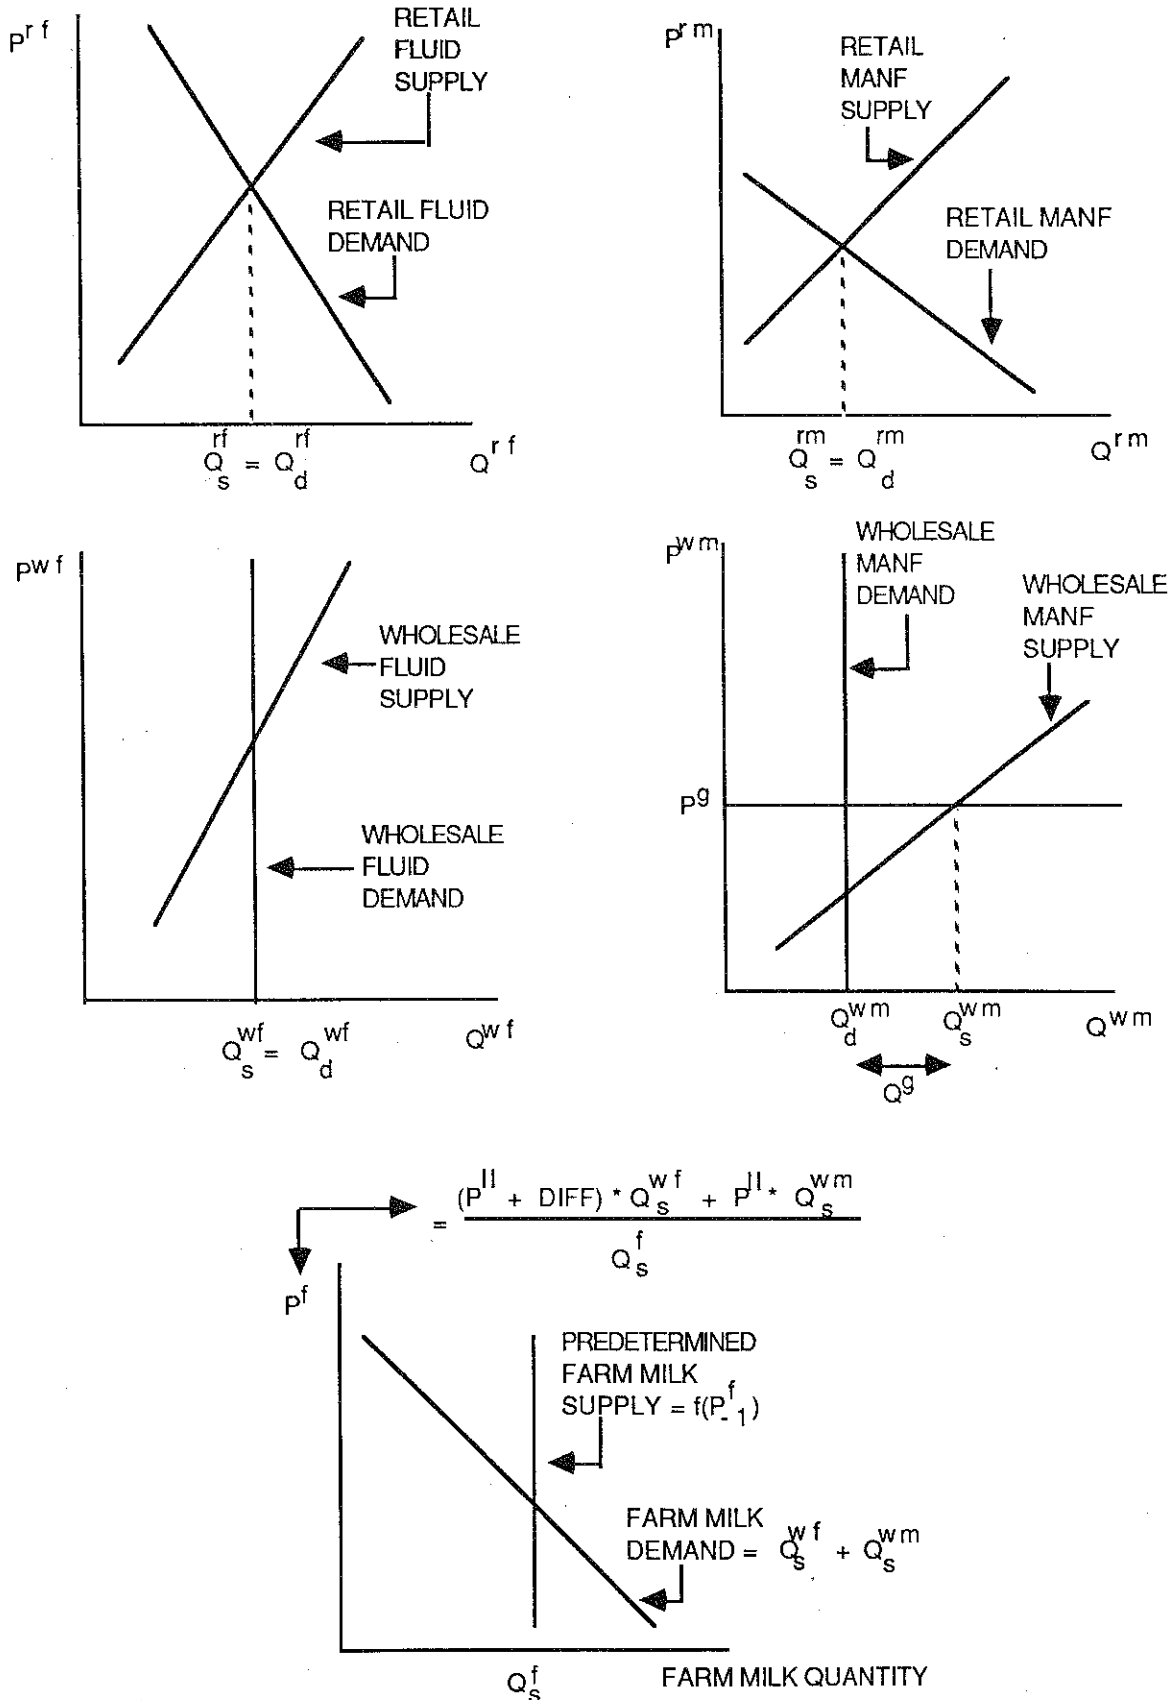 P^rf
RETAIL
FLUID
SUPPLY
RETAIL FLUID
DEMAND
Q_s^rf = Q_d^rf
Q^rf
P^rm
RETAIL
MANF
SUPPLY
RETAIL MANF
DEMAND
Q_s^rm = Q_d^rm
Q^rm
P^wf
WHOLESALE
FLUID
SUPPLY
WHOLESALE
FLUID
DEMAND
Q_s^wf = Q_d^wf
Q^wf
P^wm
WHOLESALE
MANF
DEMAND
WHOLESALE
MANF
SUPPLY
P^g
Q_d^wm
Q_s^wm
Q^wm
Q^g
= (P^II + DIFF) * Q_s^wf + P^II * Q_s^wm
Q_s^f
P^f
PREDETERMINED
FARM MILK
SUPPLY = f(P_-1^f)
FARM MILK
DEMAND = Q_s^wf + Q_s^wm
Q_s^f
FARM MILK QUANTITY